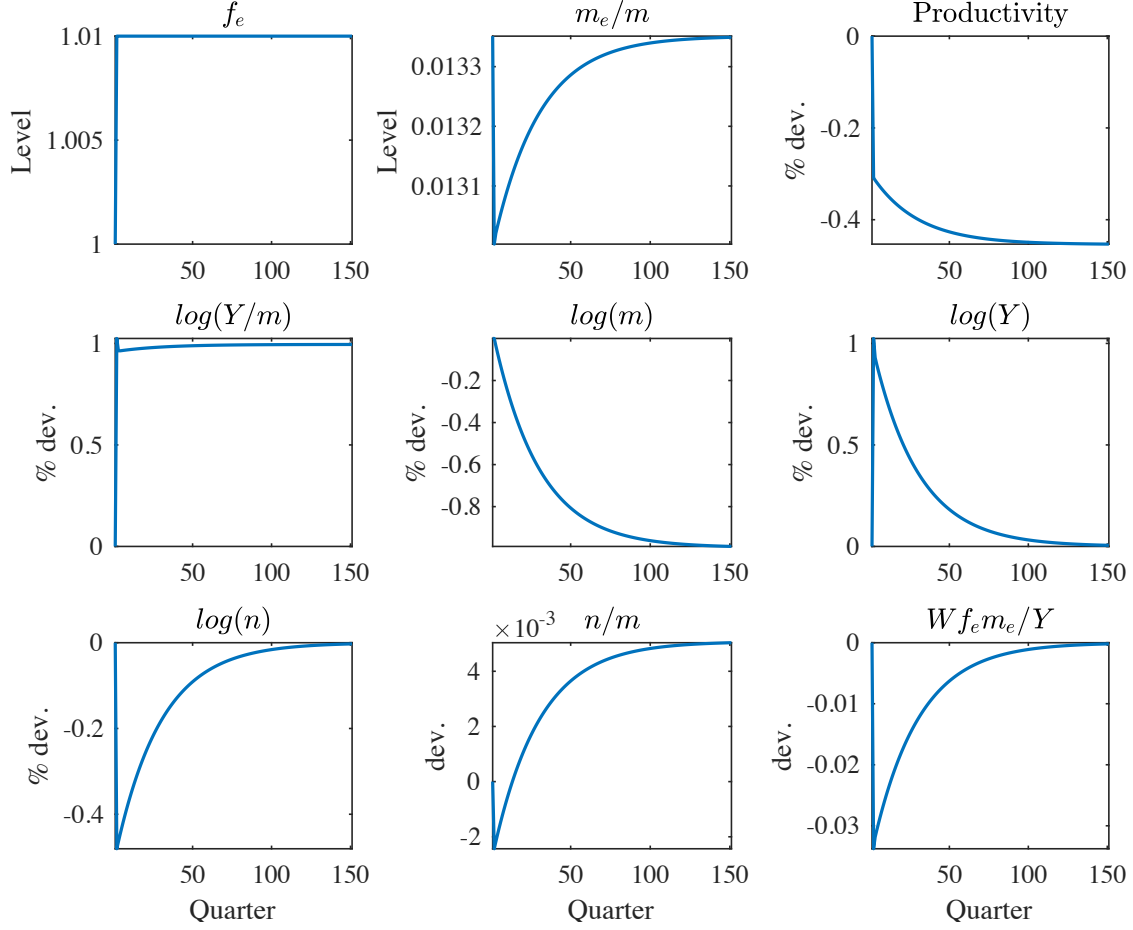 f_e
1.01
1.005
1
Level
50
100
150
m_e/m
0.0133
0.0132
0.0131
Level
50
100
150
Productivity
0
-0.2
-0.4
% dev.
50
100
150
log(Y/m)
1
0.5
0
% dev.
50
100
150
log(m)
-0.2
-0.4
-0.6
-0.8
% dev.
50
100
150
log(Y)
1
0.5
0
% dev.
50
100
150
log(n)
0
-0.2
-0.4
% dev.
50
100
150
Quarter
×10⁻³
n/m
4
2
0
-2
dev.
50
100
150
W f_e m_e/Y
0
-0.01
-0.02
-0.03
dev.
50
100
150
Quarter